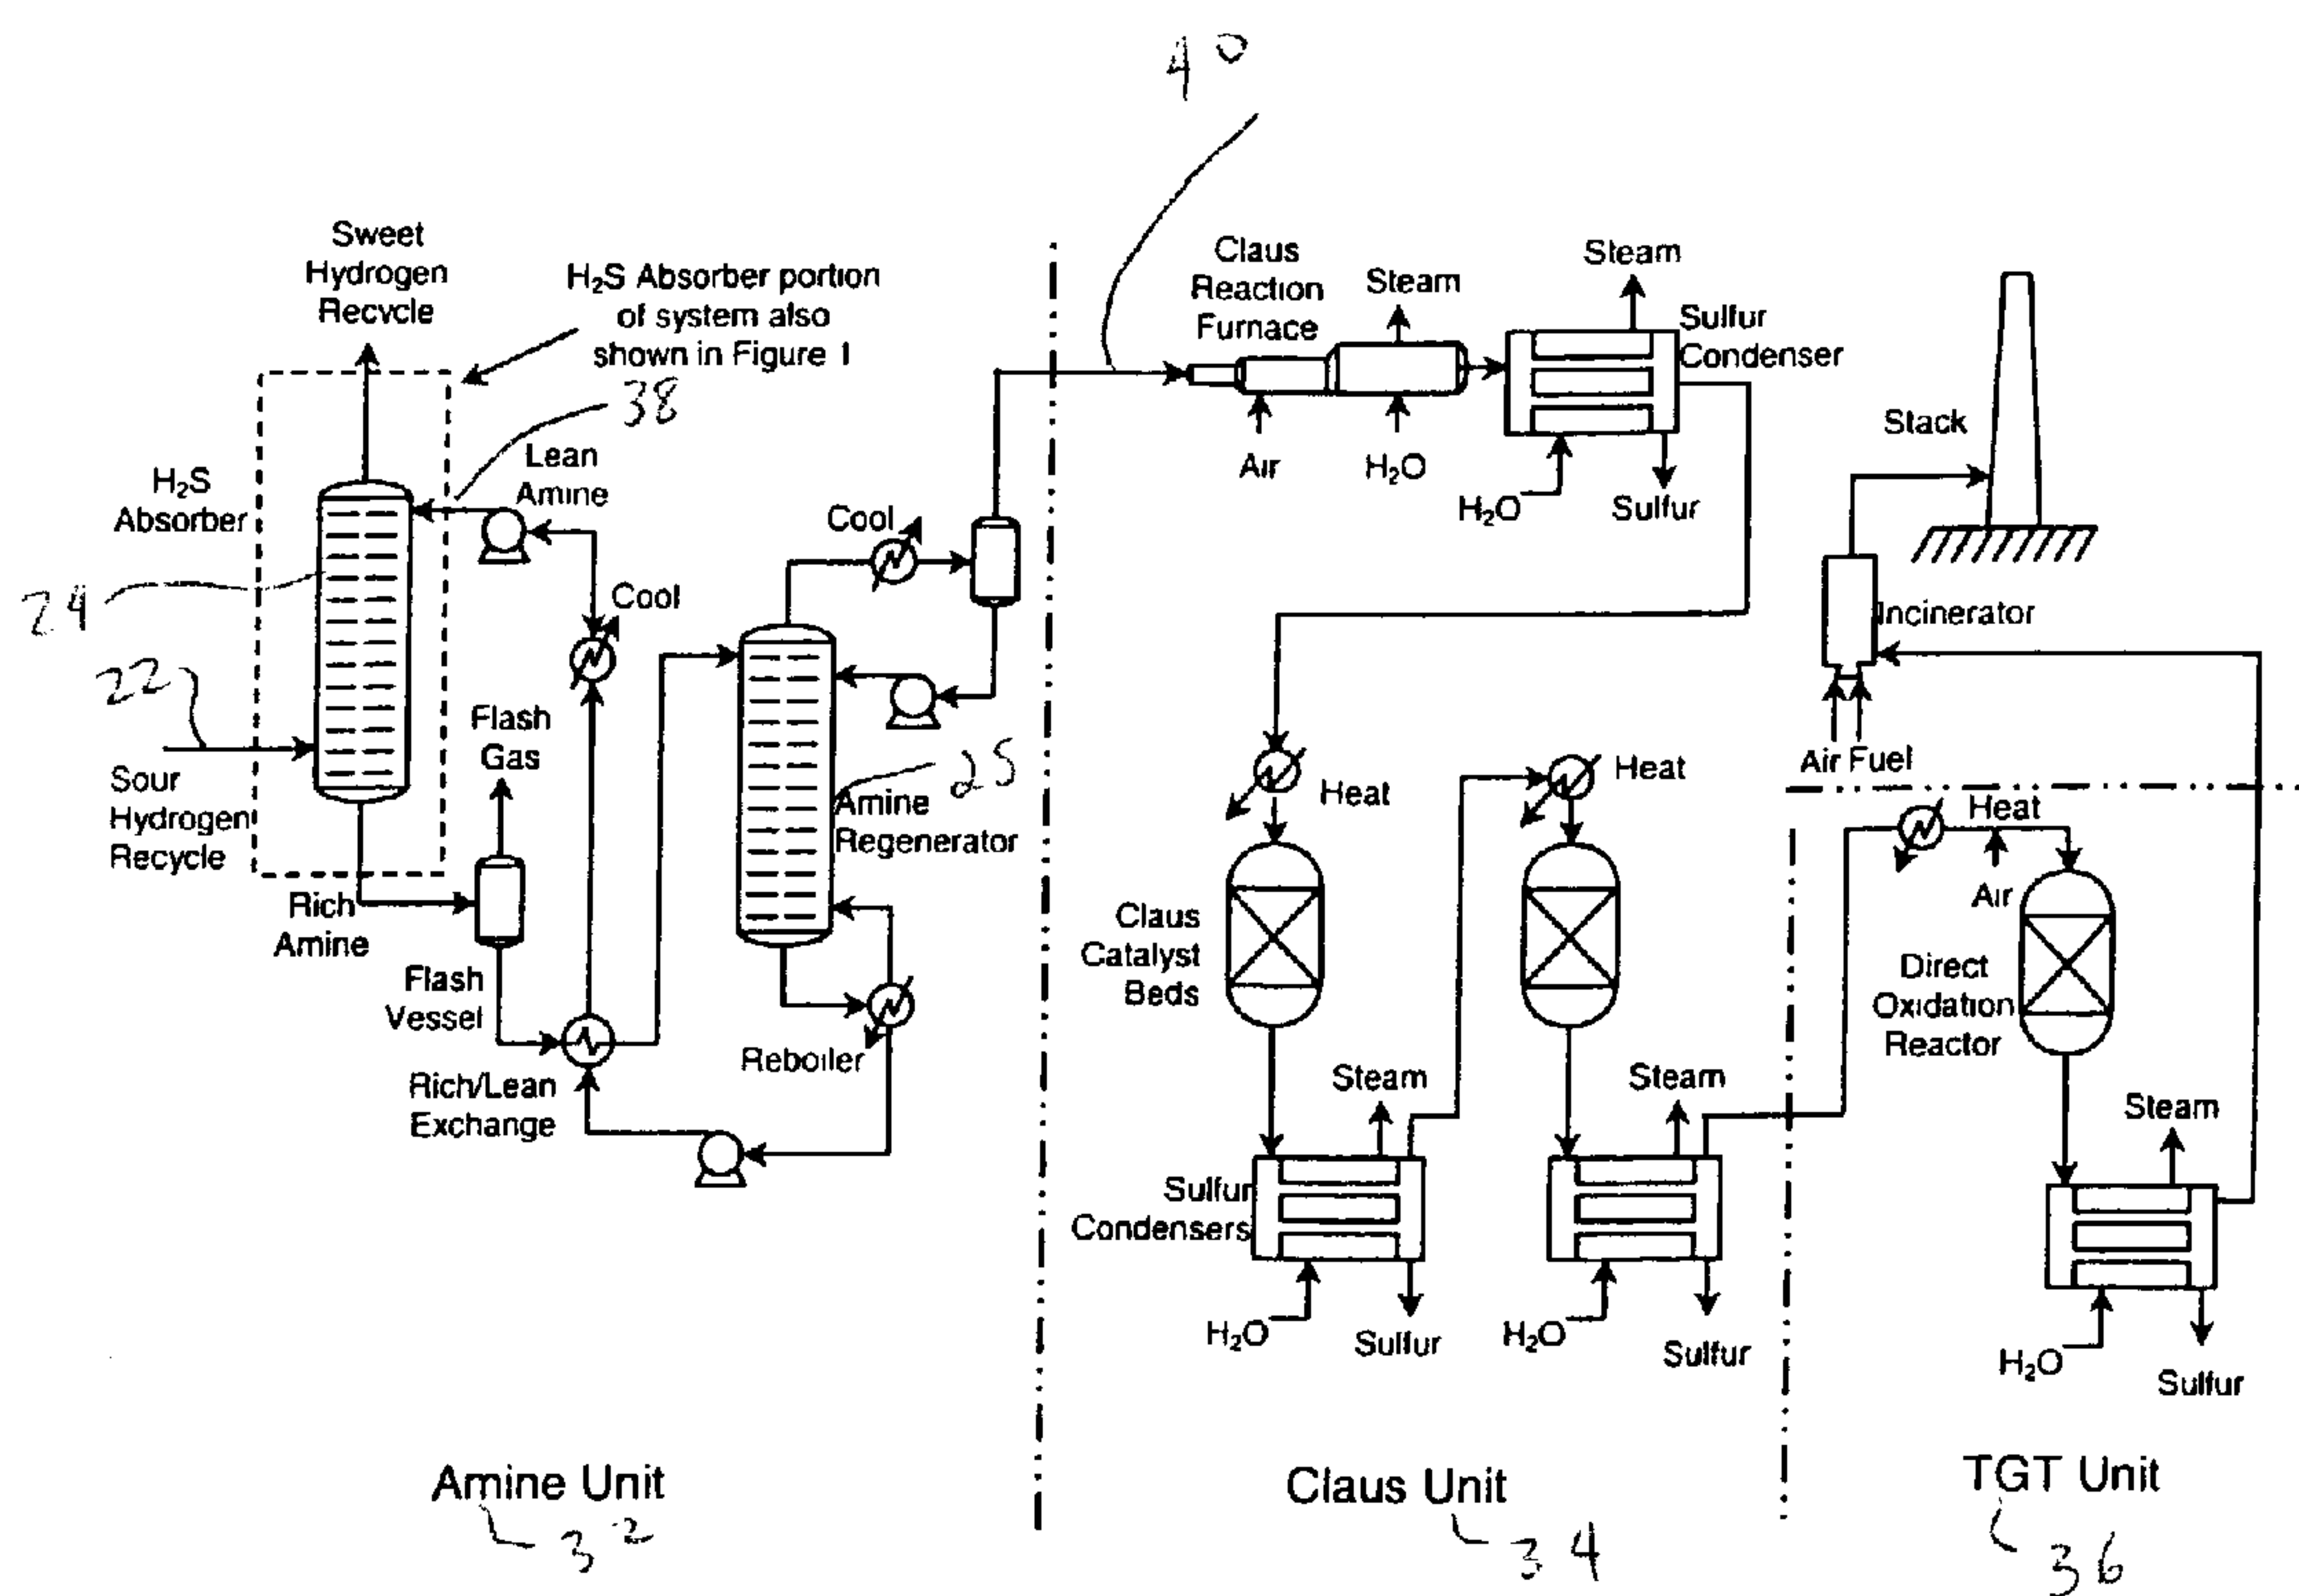 40
Sweet
Hydrogen
Recycle
H₂S Absorber portion
of system also
shown in Figure 1
38
Lean
Amine
H₂S
Absorber
24
22
Sour
Hydrogen
Recycle
Rich
Amine
Flash
Gas
Flash
Vessel
Cool
Rich/Lean
Exchange
Cool
25
Amine
Regenerator
Reboiler
Claus
Reaction
Furnace
Steam
Air
H₂O
Steam
Sulfur
Condenser
H₂O
Sulfur
Heat
Heat
Claus
Catalyst
Beds
Steam
Steam
Sulfur
Condensers
H₂O
Sulfur
H₂O
Sulfur
Stack
Incinerator
Air Fuel
Heat
Air
Direct
Oxidation
Reactor
Steam
H₂O
Sulfur
Amine Unit
32
Claus Unit
34
TGT Unit
36